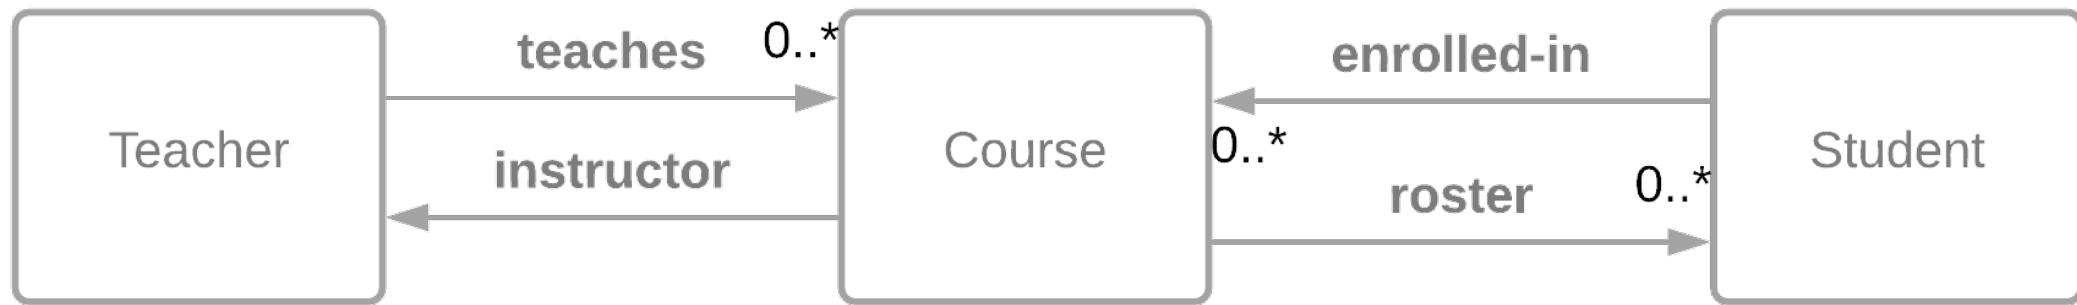 teaches 0..*
enrolled-in
Teacher
Course
Student
instructor
0..*
roster
0..*